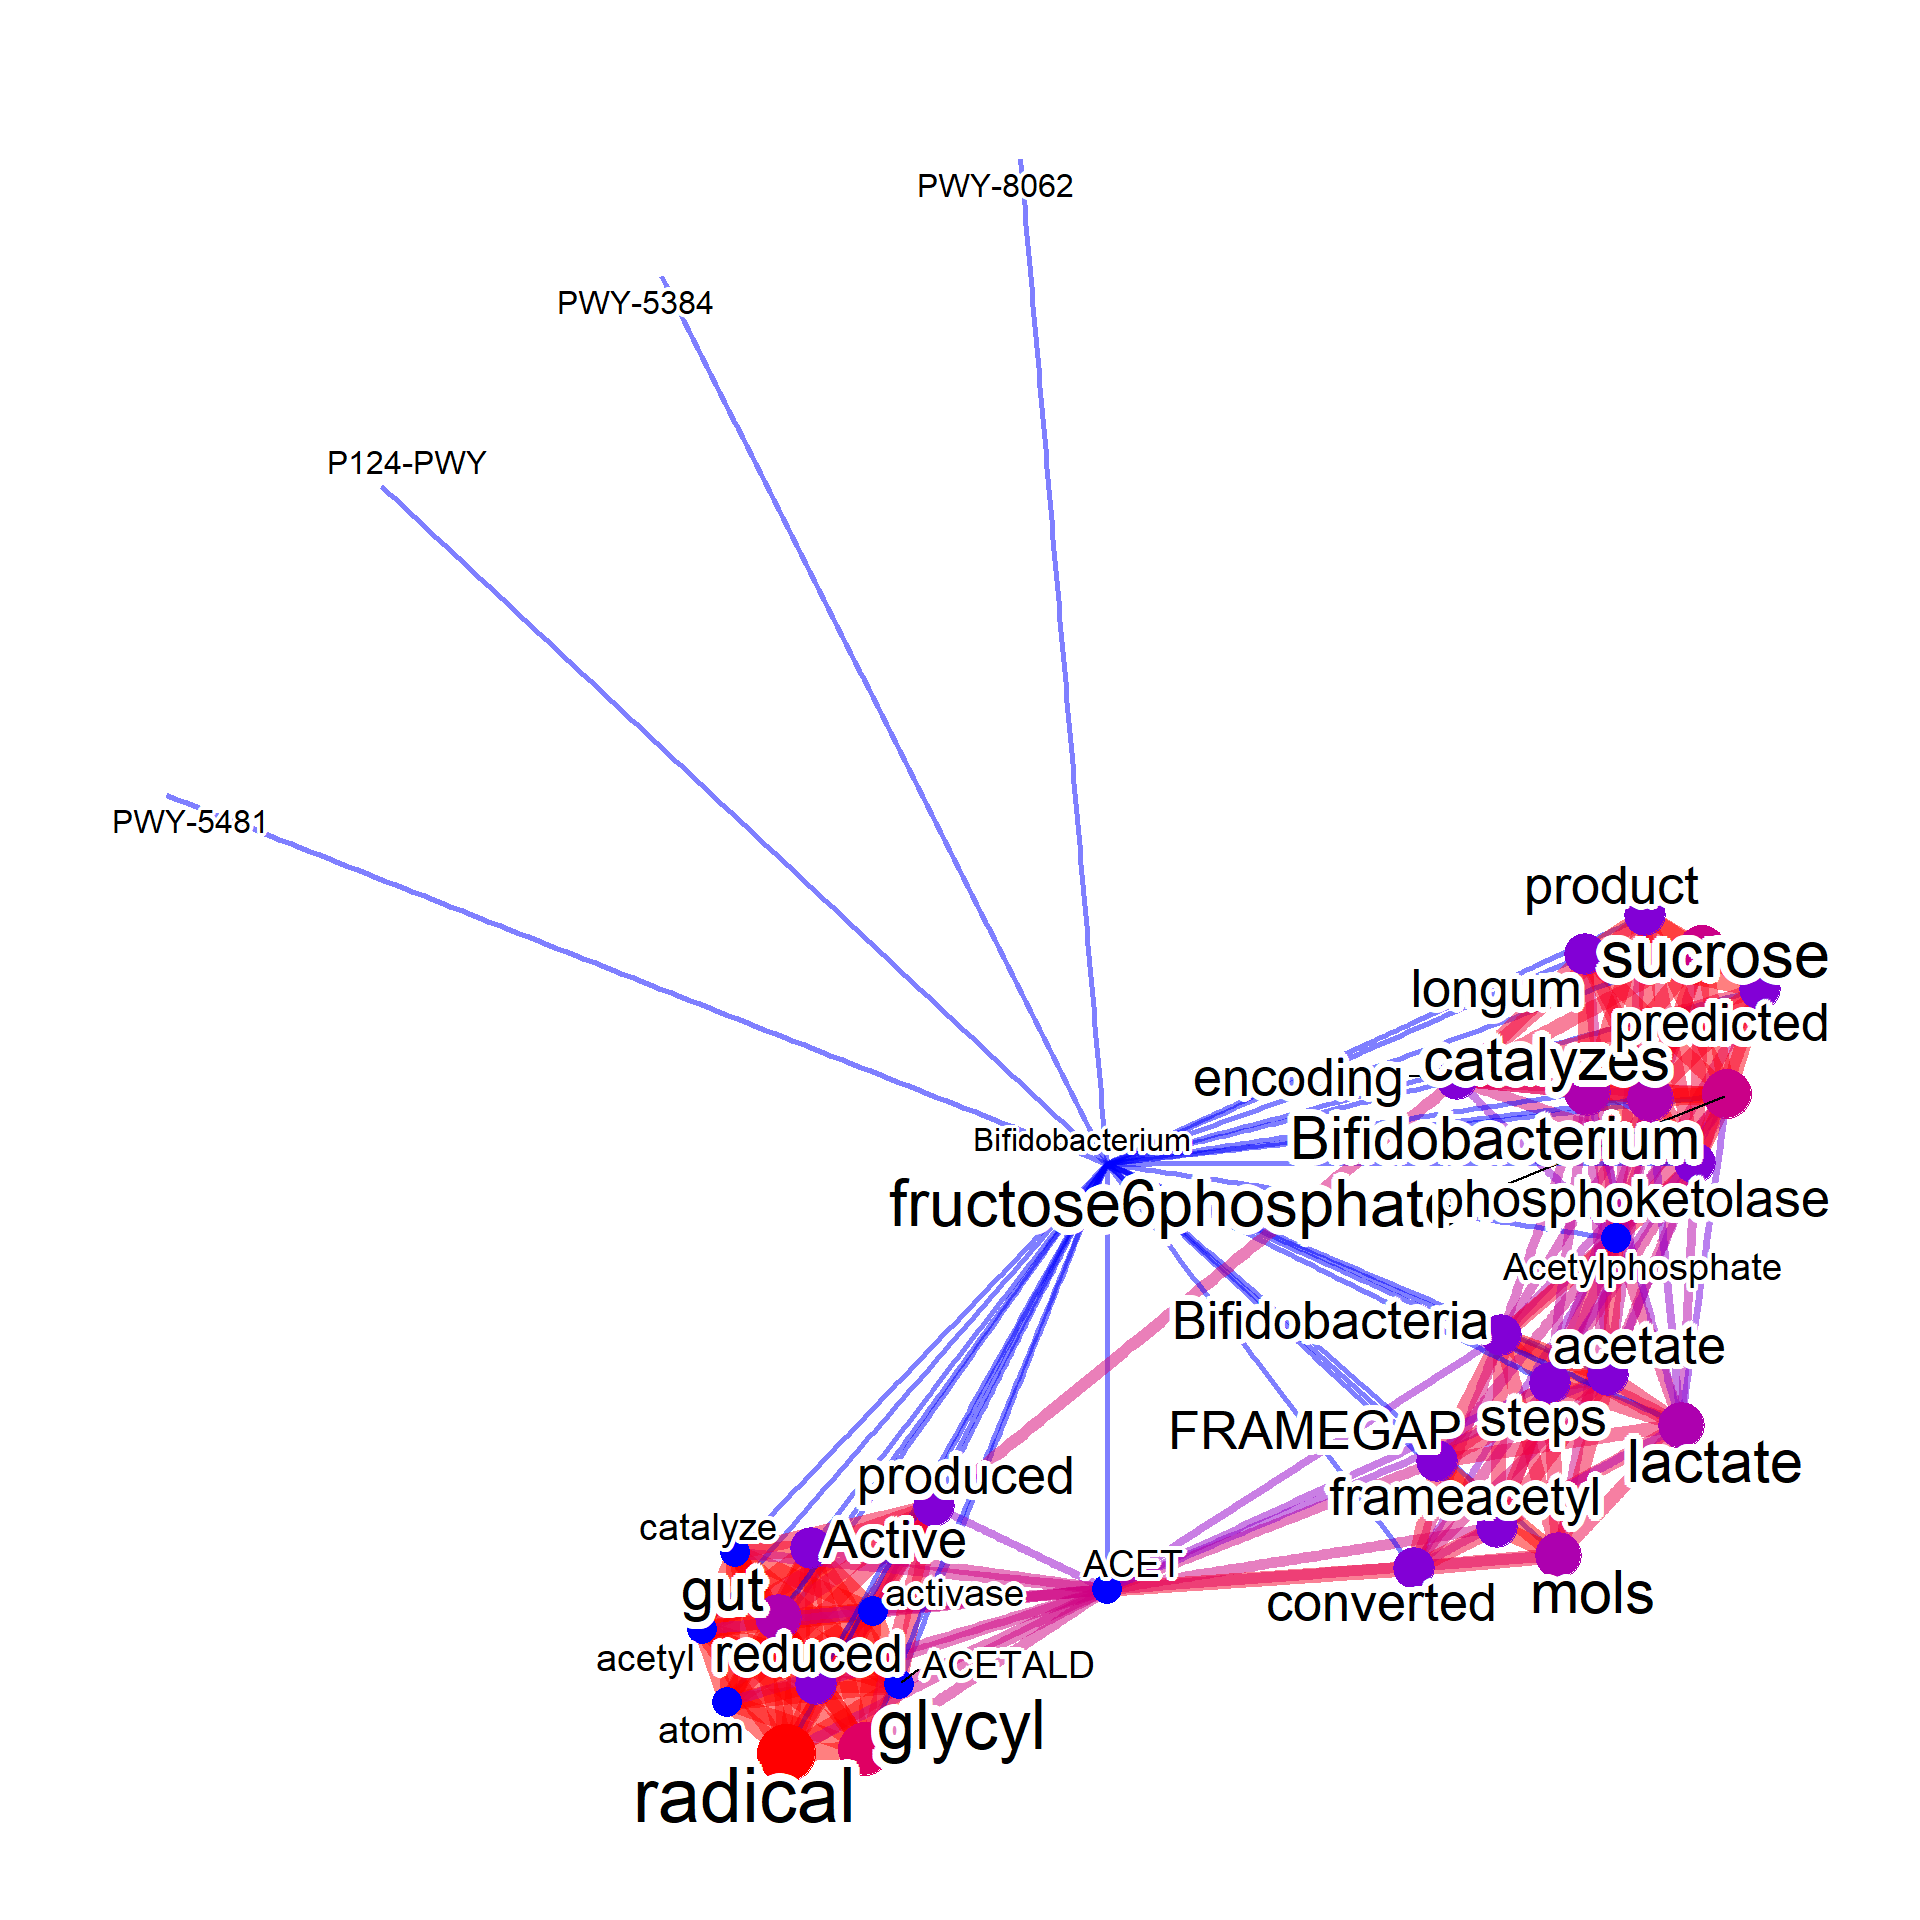 PWY-8062
PWY-5384
P124-PWY
PWY-5481
product
sucrose
longum
predicted
catalyzes
encoding
Bifidobacterium
Bifidobacterium
fructose6phosphate
phosphoketolase
Acetylphosphate
Bifidobacteria
acetate
FRAMEGAP
steps
lactate
produced
frameacetyl
catalyze
Active
ACET
gut
activase
converted
mols
acetyl
reduced
ACETALD
atom
glycyl
radical